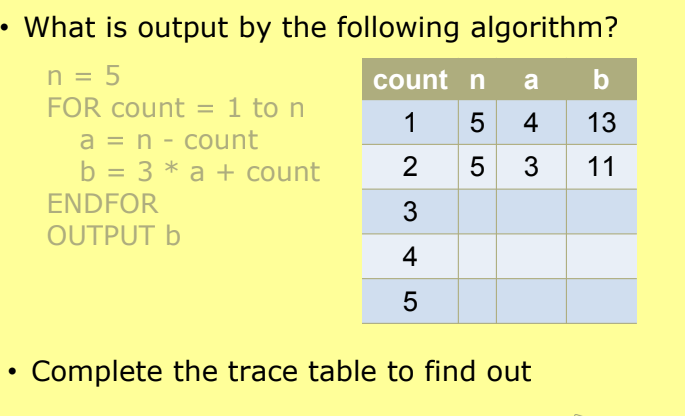 • What is output by the following algorithm?
n = 5
FOR count = 1 to n
a = n - count
b = 3 * a + count
ENDFOR
OUTPUT b
count n a b
1 5 4 13
2 5 3 11
3
4
5
• Complete the trace table to find out